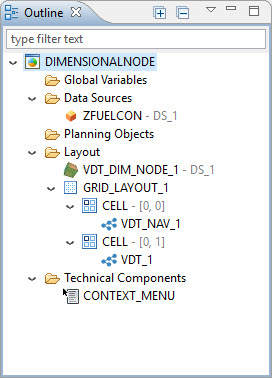 Outline
type filter text
DIMENSIONALNODE
Global Variables
Data Sources
ZFUELCON - DS_1
Planning Objects
Layout
VDT_DIM_NODE_1 - DS_1
GRID_LAYOUT_1
CELL - [0, 0]
VDT_NAV_1
CELL - [0, 1]
VDT_1
Technical Components
CONTEXT_MENU